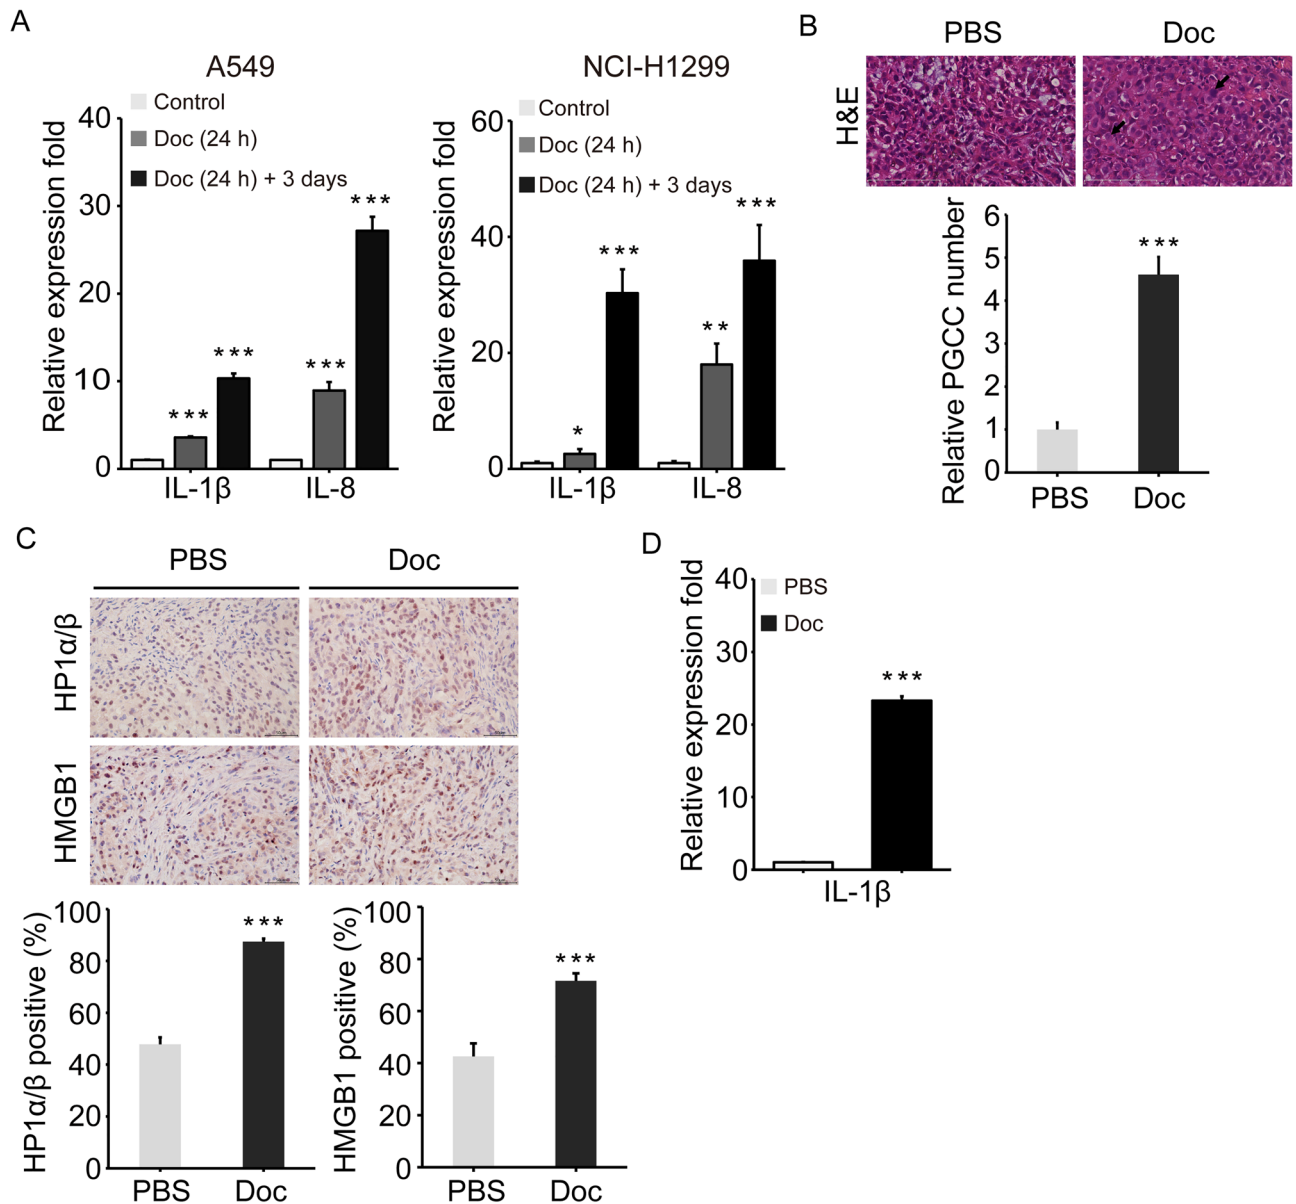 A
A549
Control
Doc (24 h)
Doc (24 h) + 3 days
Relative expression fold
40
30
20
10
0
***
***
***
***
IL-1β
IL-8
NCI-H1299
Control
Doc (24 h)
Doc (24 h) + 3 days
Relative expression fold
60
40
20
0
*
***
**
***
IL-1β
IL-8
B
PBS
Doc
H&E
Relative PGCC number
6
5
4
3
2
1
0
***
PBS
Doc
C
PBS
Doc
HP1α/β
HMGB1
HP1α/β positive (%)
100
80
60
40
20
0
***
PBS
Doc
HMGB1 positive (%)
100
80
60
40
20
0
***
PBS
Doc
D
PBS
Doc
Relative expression fold
40
30
20
10
0
***
IL-1β